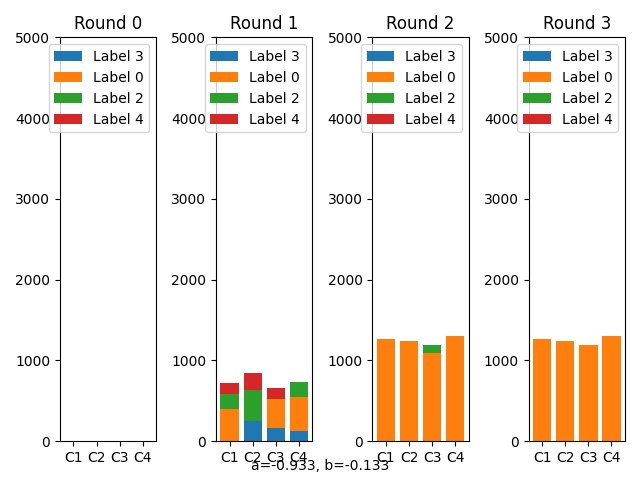 Round 0
5000
4000
3000
2000
1000
0
Label 3
Label 0
Label 2
Label 4
C1 C2 C3 C4
Round 1
5000
4000
3000
2000
1000
0
Label 3
Label 0
Label 2
Label 4
C1 C2 C3 C4
Round 2
5000
4000
3000
2000
1000
0
Label 3
Label 0
Label 2
Label 4
C1 C2 C3 C4
Round 3
5000
4000
3000
2000
1000
0
Label 3
Label 0
Label 2
Label 4
C1 C2 C3 C4
a=-0.933, b=-0.133